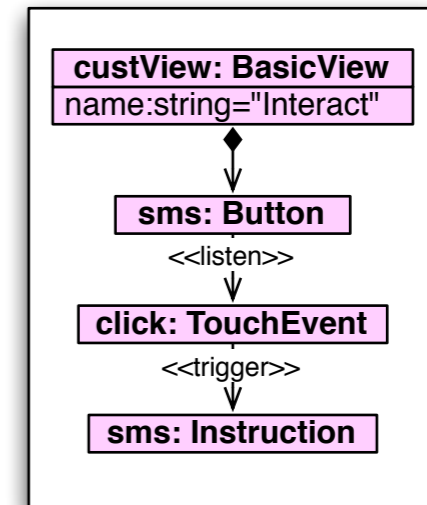 custView: BasicView
name:string="Interact"
sms: Button
<<listen>>
click: TouchEvent
<<trigger>>
sms: Instruction